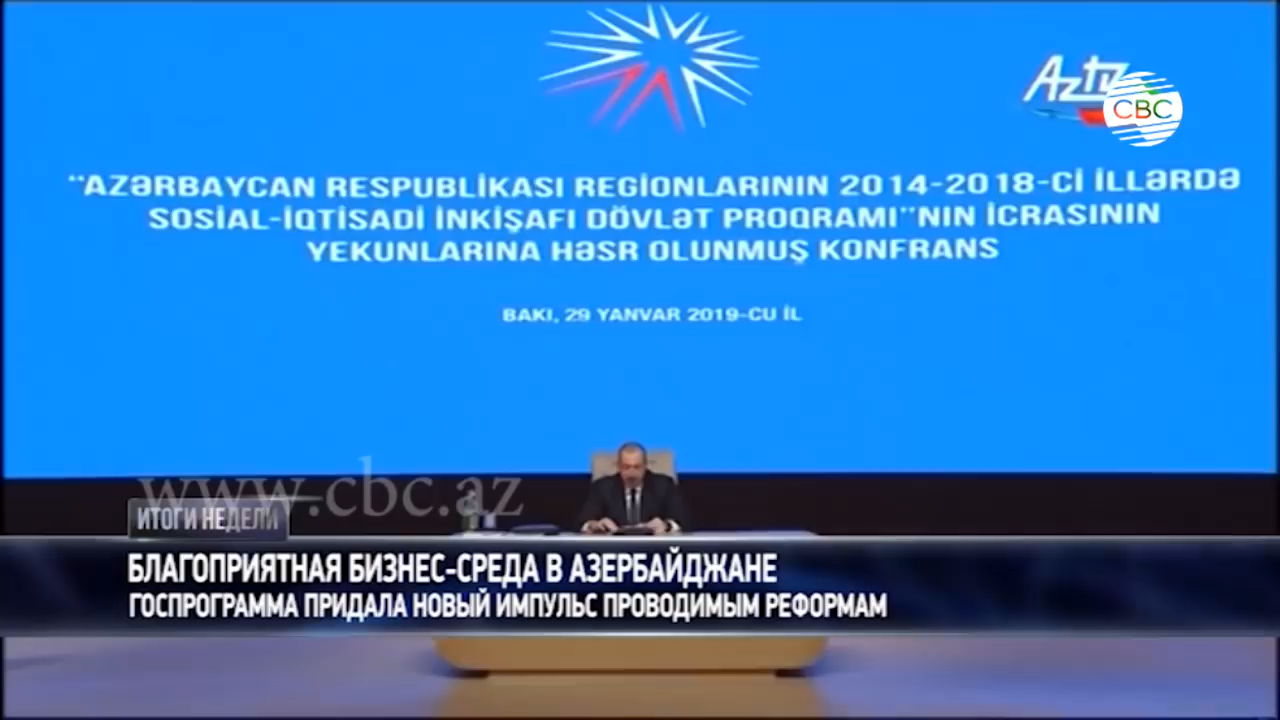 Aztv
CBC
"AZƏRBAYCAN RESPUBLİKASI REGIONLARININ 2014-2018-Cİ İLLƏRDƏ
SOSİAL-İQTİSADİ İNKİŞAFI DÖVLƏT PROQRAMI"NIN İCRASININ
YEKUNLARINA HƏSR OLUNMUŞ KONFRANS
BAKI, 29 YANVAR 2019-CU İL
www.cbc.az
ИТОГИ НЕДЕЛИ
БЛАГОПРИЯТНАЯ БИЗНЕС-СРЕДА В АЗЕРБАЙДЖАНЕ
ГОСПРОГРАММА ПРИДАЛА НОВЫЙ ИМПУЛЬС ПРОВОДИМЫМ РЕФОРМАМ